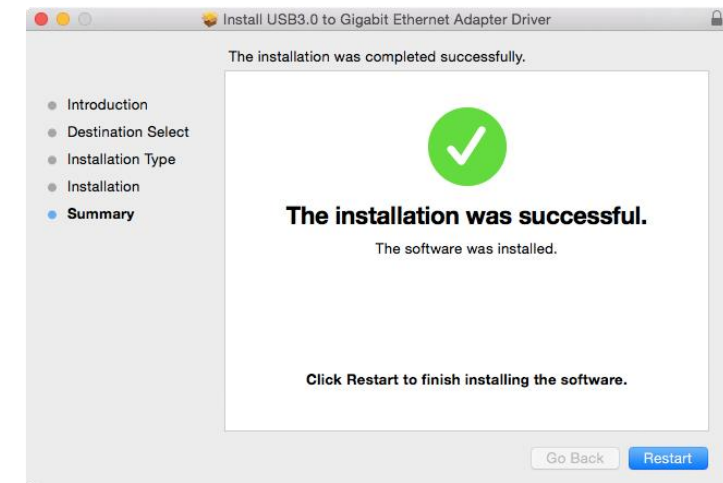 Install USB3.0 to Gigabit Ethernet Adapter Driver
The installation was completed successfully.
Introduction
Destination Select
Installation Type
Installation
Summary
The installation was successful.
The software was installed.
Click Restart to finish installing the software.
Go Back Restart